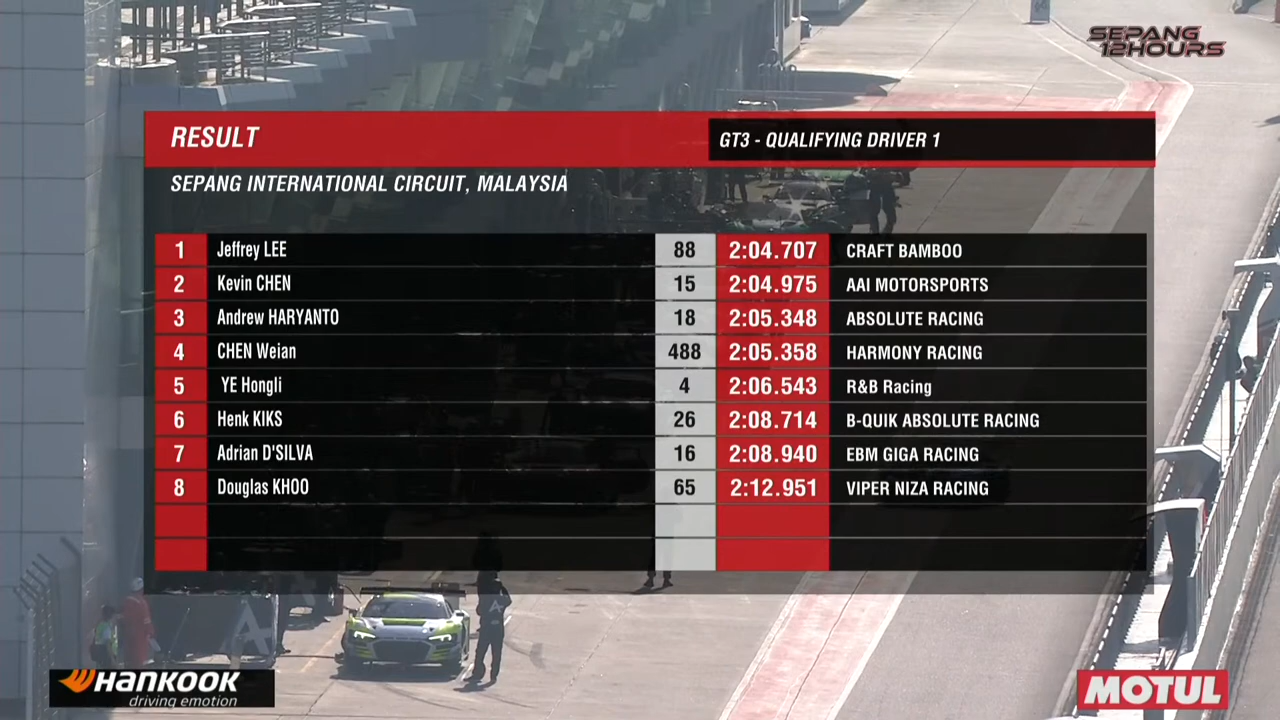 SEPANG
12HOURS
RESULT
GT3 - QUALIFYING DRIVER 1
SEPANG INTERNATIONAL CIRCUIT, MALAYSIA
1 Jeffrey LEE 88 2:04.707 CRAFT BAMBOO
2 Kevin CHEN 15 2:04.975 AAI MOTORSPORTS
3 Andrew HARYANTO 18 2:05.348 ABSOLUTE RACING
4 CHEN Weian 488 2:05.358 HARMONY RACING
5 YE Hongli 4 2:06.543 R&B Racing
6 Henk KIKS 26 2:08.714 B-QUIK ABSOLUTE RACING
7 Adrian D'SILVA 16 2:08.940 EBM GIGA RACING
8 Douglas KHOO 65 2:12.951 VIPER NIZA RACING
HANKOOK
driving emotion
MOTUL